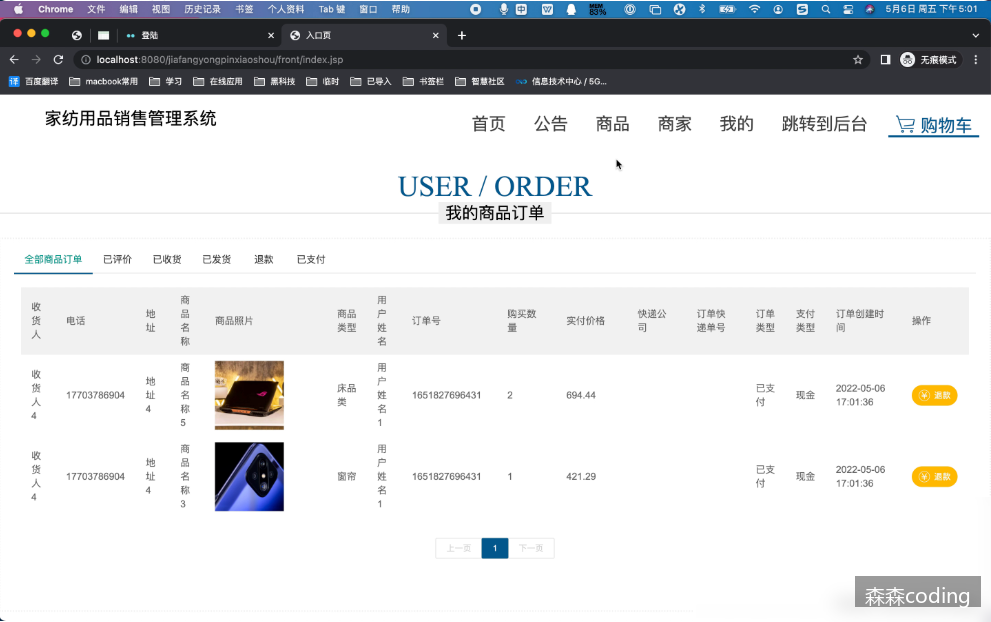 Chrome 文件 编辑 视图 历史记录 书签 个人资料 Tab 键 窗口 帮助 中 MEM 83% S 5月6日 周五 下午5:01
登陆 入口页
localhost:8080/jiafangyongpinxiaoshou/front/index.jsp 无痕模式
译 百度翻译 macbook常用 学习 在线应用 黑科技 临时 已导入 书签栏 智慧社区 信息技术中心 / 5G...
家纺用品销售管理系统
首页 公告 商品 商家 我的 跳转到后台 购物车
USER / ORDER
我的商品订单
全部商品订单 已评价 已收货 已发货 退款 已支付
收货人 电话 地址 商品名称 商品照片 商品类型 用户姓名 订单号 购买数量 实付价格 快递公司 订单快递单号 订单类型 支付类型 订单创建时间 操作
收货人4 17703786904 地址4 商品名称5 床品类 用户姓名1 1651827696431 2 694.44 已支付 现金 2022-05-06 17:01:36 退款
收货人4 17703786904 地址4 商品名称3 窗帘 用户姓名1 1651827696431 1 421.29 已支付 现金 2022-05-06 17:01:36 退款
上一页 1 下一页
森森coding